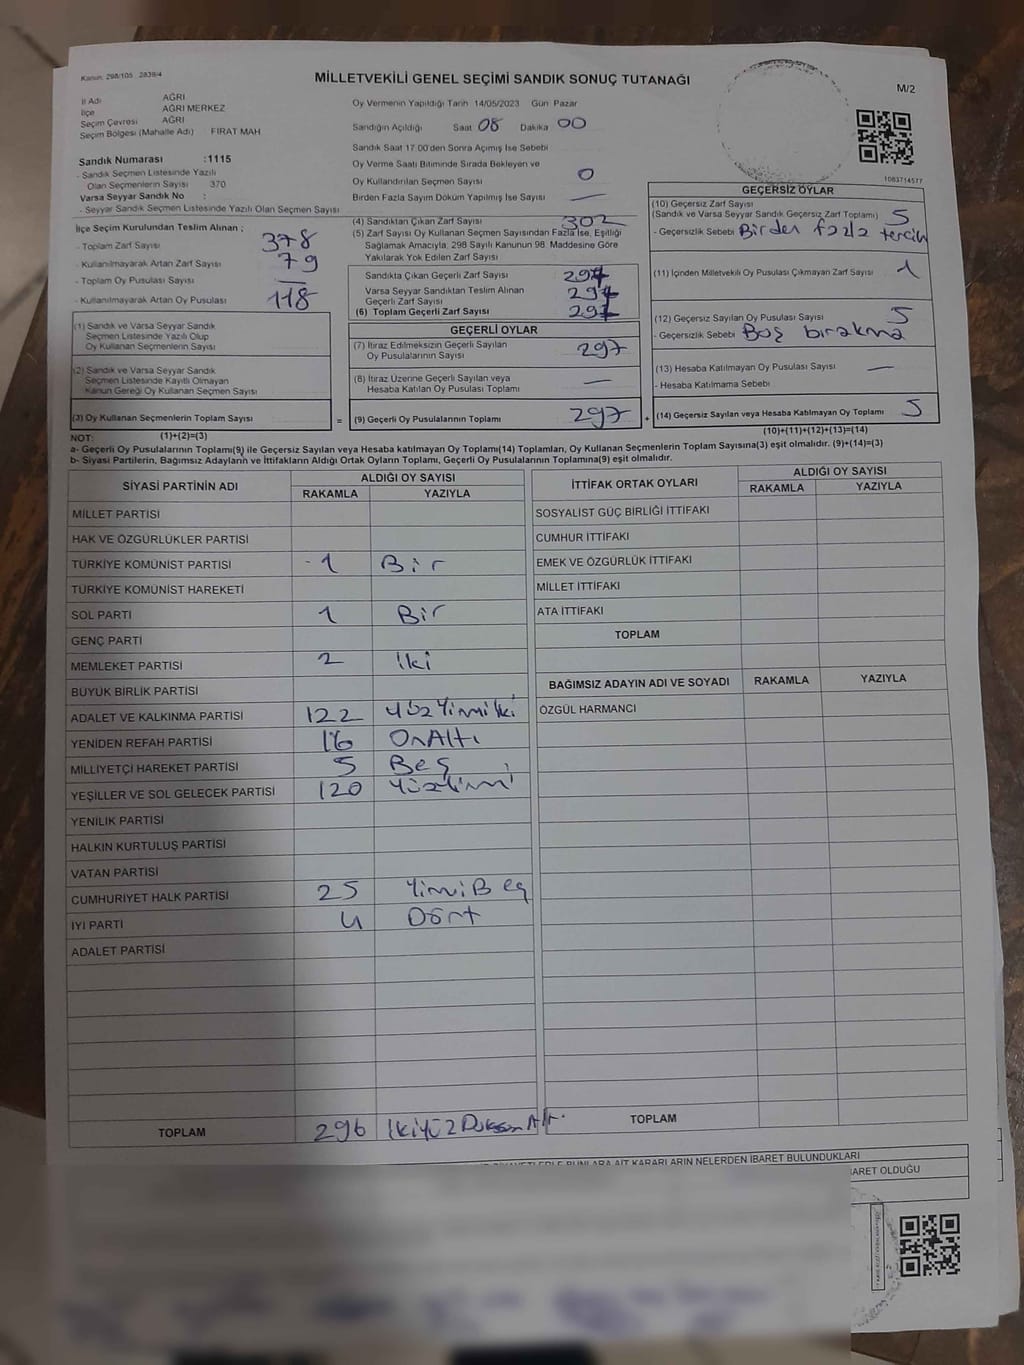 Kanun: 298/105 2839/4
MİLLETVEKİLİ GENEL SEÇİMİ SANDIK SONUÇ TUTANAĞI
M/2
İl Adı AĞRI
İlçe AĞRI MERKEZ
Seçim Çevresi AĞRI
Seçim Bölgesi (Mahalle Adı) FIRAT MAH
Sandık Numarası :1115
- Sandık Seçmen Listesinde Yazılı
Olan Seçmenlerin Sayısı 370
Varsa Seyyar Sandık No :
- Seyyar Sandık Seçmen Listesinde Yazılı Olan Seçmen Sayısı
Oy Vermenin Yapıldığı Tarih 14/05/2023 Gün Pazar
Sandığın Açıldığı Saat 08 Dakika 00
Sandık Saat 17:00'den Sonra Açımış İse Sebebi
Oy Verme Saati Bitiminde Sırada Bekleyen ve
Oy Kullandırılan Seçmen Sayısı 0
Birden Fazla Sayım Döküm Yapılmış İse Sayısı —
1083714577
İlçe Seçim Kurulundan Teslim Alınan ;
- Toplam Zarf Sayısı 378
- Kullanılmayarak Artan Zarf Sayısı 79
- Toplam Oy Pusulası Sayısı —
- Kullanılmayarak Artan Oy Pusulası 118
(4) Sandıktan Çıkan Zarf Sayısı 302
(5) Zarf Sayısı Oy Kullanan Seçmen Sayısından Fazla İse, Eşitliği
Sağlamak Amacıyla, 298 Sayılı Kanunun 98. Maddesine Göre
Yakılarak Yok Edilen Zarf Sayısı
Sandıkta Çıkan Geçerli Zarf Sayısı 297
Varsa Seyyar Sandıktan Teslim Alınan
Geçerli Zarf Sayısı 297
(6) Toplam Geçerli Zarf Sayısı 297
GEÇERSİZ OYLAR
(10) Geçersiz Zarf Sayısı
(Sandık ve Varsa Seyyar Sandık Geçersiz Zarf Toplamı) 5
- Geçersizlik Sebebi Birden fazla tercih
(11) İçinden Milletvekili Oy Pusulası Çıkmayan Zarf Sayısı 1
(12) Geçersiz Sayılan Oy Pusulası Sayısı 5
- Geçersizlik Sebebi Boş bırakma
(13) Hesaba Katılmayan Oy Pusulası Sayısı —
- Hesaba Katılmama Sebebi
(14) Geçersiz Sayılan veya Hesaba Katılmayan Oy Toplamı 5
(10)+(11)+(12)+(13)=(14)
(1) Sandık ve Varsa Seyyar Sandık
Seçmen Listesinde Yazılı Olup
Oy Kullanan Seçmenlerin Sayısı
(2) Sandık ve Varsa Seyyar Sandık
Seçmen Listesinde Kayıtlı Olmayan
Kanun Gereği Oy Kullanan Seçmen Sayısı
(3) Oy Kullanan Seçmenlerin Toplam Sayısı =
(1)+(2)=(3)
GEÇERLİ OYLAR
(7) İtiraz Edilmeksizin Geçerli Sayılan
Oy Pusulalarının Sayısı 297
(8) İtiraz Üzerine Geçerli Sayılan veya
Hesaba Katılan Oy Pusulası Toplamı —
(9) Geçerli Oy Pusulalarının Toplamı 297 +
NOT:
a- Geçerli Oy Pusulalarının Toplamı(9) ile Geçersiz Sayılan veya Hesaba katılmayan Oy Toplamı(14) Toplamları, Oy Kullanan Seçmenlerin Toplam Sayısına(3) eşit olmalıdır. (9)+(14)=(3)
b- Siyasi Partilerin, Bağımsız Adayların ve İttifakların Aldığı Ortak Oyların Toplamı, Geçerli Oy Pusulalarının Toplamına(9) eşit olmalıdır.
SİYASİ PARTİNİN ADI ALDIĞI OY SAYISI
RAKAMLA YAZIYLA
MİLLET PARTİSİ
HAK VE ÖZGÜRLÜKLER PARTİSİ
TÜRKİYE KOMÜNİST PARTİSİ 1 Bir
TÜRKİYE KOMÜNİST HAREKETİ
SOL PARTİ 1 Bir
GENÇ PARTİ
MEMLEKET PARTİSİ 2 İki
BÜYÜK BİRLİK PARTİSİ
ADALET VE KALKINMA PARTİSİ 122 Yüz Yirmi İki
YENİDEN REFAH PARTİSİ 16 OnAltı
MİLLİYETÇİ HAREKET PARTİSİ 5 Beş
YEŞİLLER VE SOL GELECEK PARTİSİ 120 Yüzyirmi
YENİLİK PARTİSİ
HALKIN KURTULUŞ PARTİSİ
VATAN PARTİSİ
CUMHURİYET HALK PARTİSİ 25 Yirmi Beş
İYİ PARTİ 4 Dört
ADALET PARTİSİ
TOPLAM 296 İkiyüz Doksan Altı
İTTİFAK ORTAK OYLARI ALDIĞI OY SAYISI
RAKAMLA YAZIYLA
SOSYALİST GÜÇ BİRLİĞİ İTTİFAKI
CUMHUR İTTİFAKI
EMEK VE ÖZGÜRLÜK İTTİFAKI
MİLLET İTTİFAKI
ATA İTTİFAKI
TOPLAM
BAĞIMSIZ ADAYIN ADI VE SOYADI RAKAMLA YAZIYLA
ÖZGÜL HARMANCI
TOPLAM
BUNLARA AİT KARARLARIN NELERDEN İBARET BULUNDUKLARI
OLDUĞU